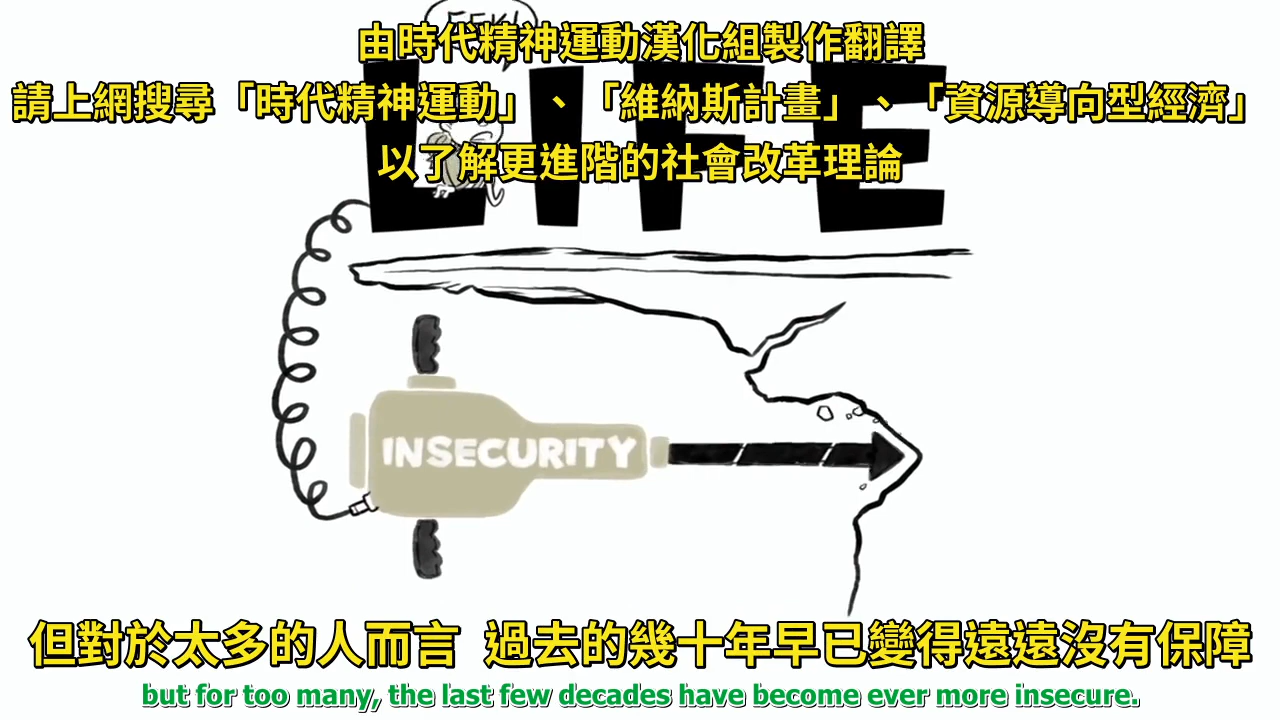 EEK!
由時代精神運動漢化組製作翻譯
請上網搜尋「時代精神運動」、「維納斯計畫」、「資源導向型經濟」
以了解更進階的社會改革理論
LIFE
INSECURITY
但對於太多的人而言 過去的幾十年早已變得遠遠沒有保障
but for too many, the last few decades have become ever more insecure.